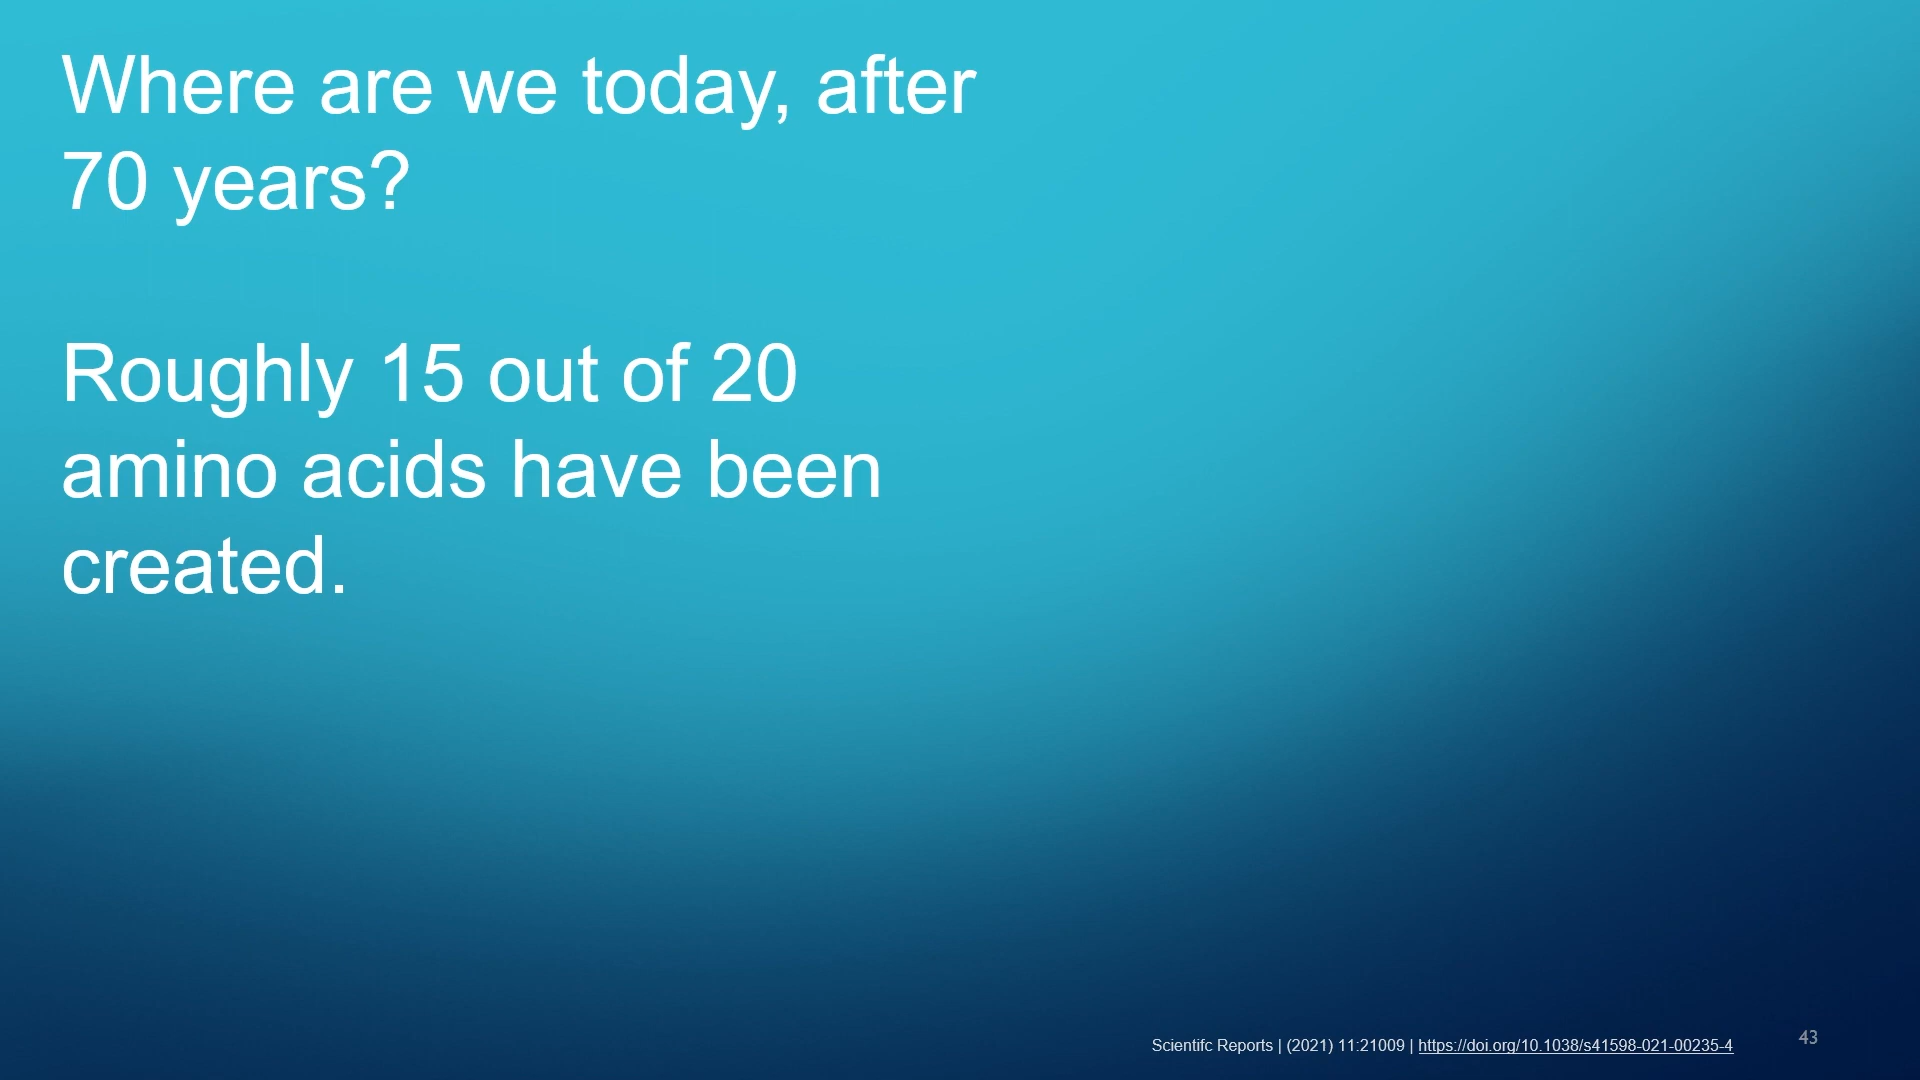 Where are we today, after
70 years?
Roughly 15 out of 20
amino acids have been
created.
Scientifc Reports | (2021) 11:21009 | https://doi.org/10.1038/s41598-021-00235-4
43